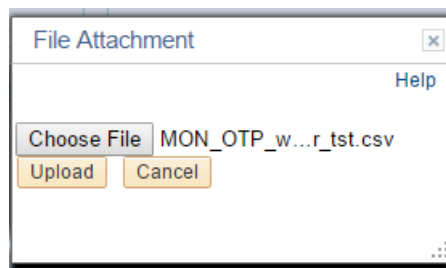 File Attachment
Help
Choose File MON_OTP_w...r_tst.csv
Upload Cancel